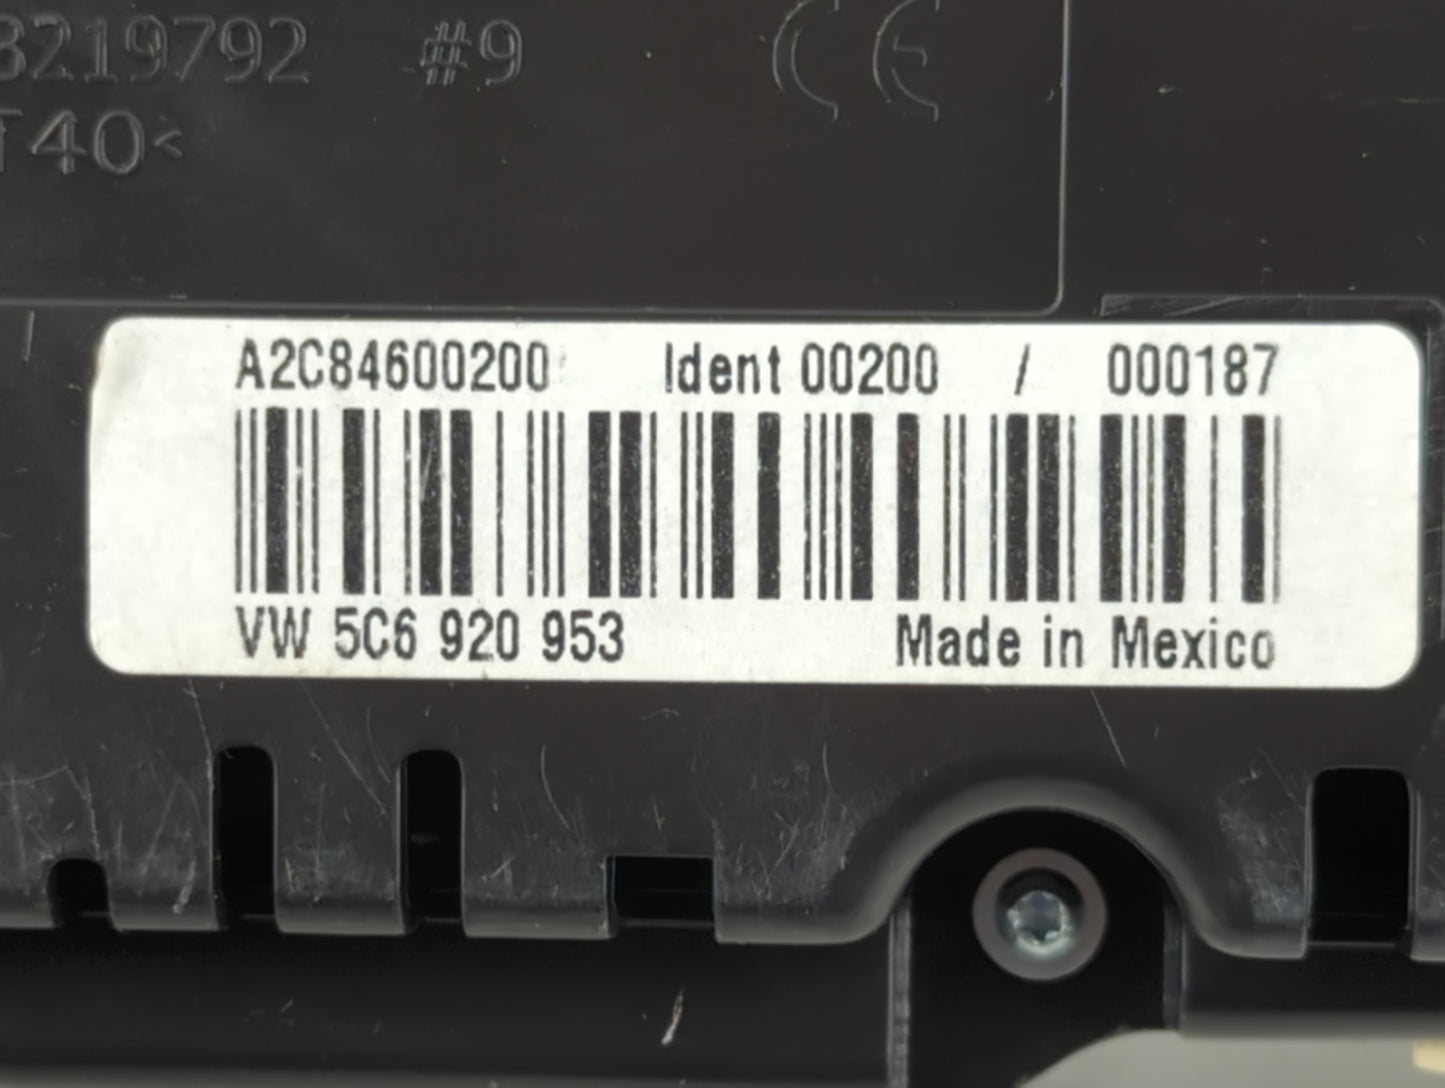 3219792 #9 CE
T40<
A2C84600200 Ident 00200 / 000187
VW 5C6 920 953 Made in Mexico